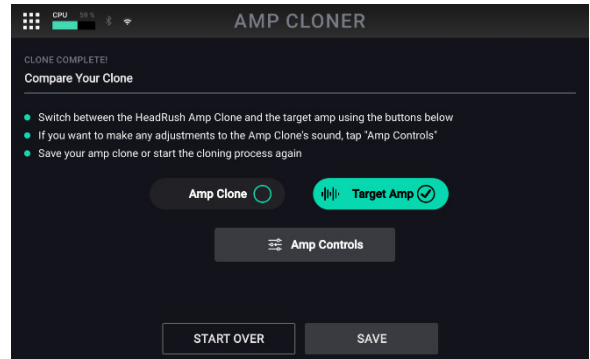 CPU 59 %
AMP CLONER
CLONE COMPLETE!
Compare Your Clone
Switch between the HeadRush Amp Clone and the target amp using the buttons below
If you want to make any adjustments to the Amp Clone's sound, tap "Amp Controls"
Save your amp clone or start the cloning process again
Amp Clone
Target Amp
Amp Controls
START OVER
SAVE